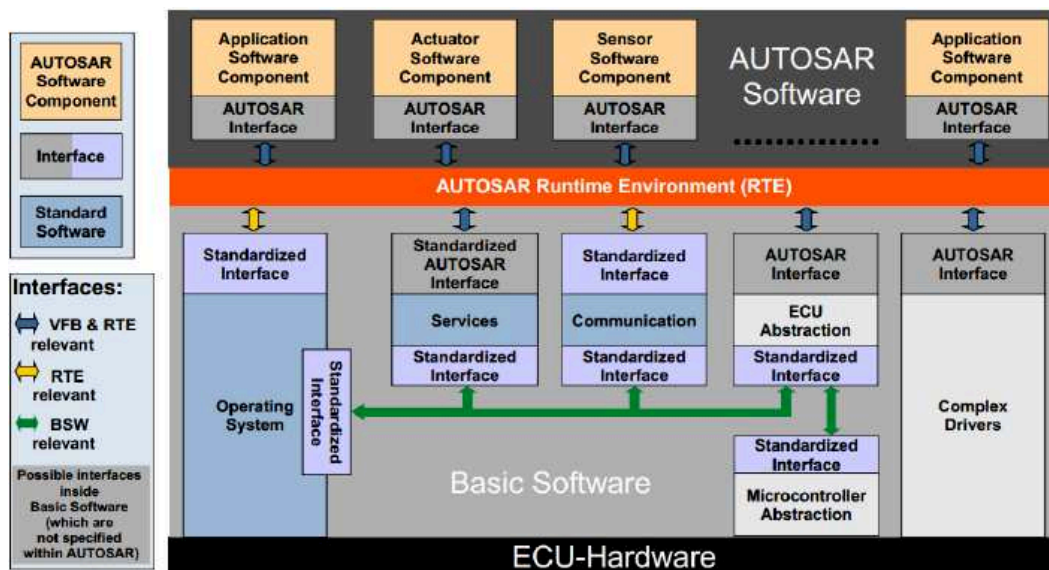 AUTOSAR
Software
Component
Interface
Standard
Software
Interfaces:
VFB & RTE
relevant
RTE
relevant
BSW
relevant
Possible interfaces
inside
Basic Software
(which are
not specified
within AUTOSAR)
Application
Software
Component
AUTOSAR
Interface
Actuator
Software
Component
AUTOSAR
Interface
Sensor
Software
Component
AUTOSAR
Interface
AUTOSAR
Software
Application
Software
Component
AUTOSAR
Interface
AUTOSAR Runtime Environment (RTE)
Standardized
Interface
Operating
System
Standardized
Interface
Standardized
AUTOSAR
Interface
Services
Standardized
Interface
Standardized
Interface
Communication
Standardized
Interface
AUTOSAR
Interface
ECU
Abstraction
Standardized
Interface
Standardized
Interface
Microcontroller
Abstraction
AUTOSAR
Interface
Complex
Drivers
Basic Software
ECU-Hardware